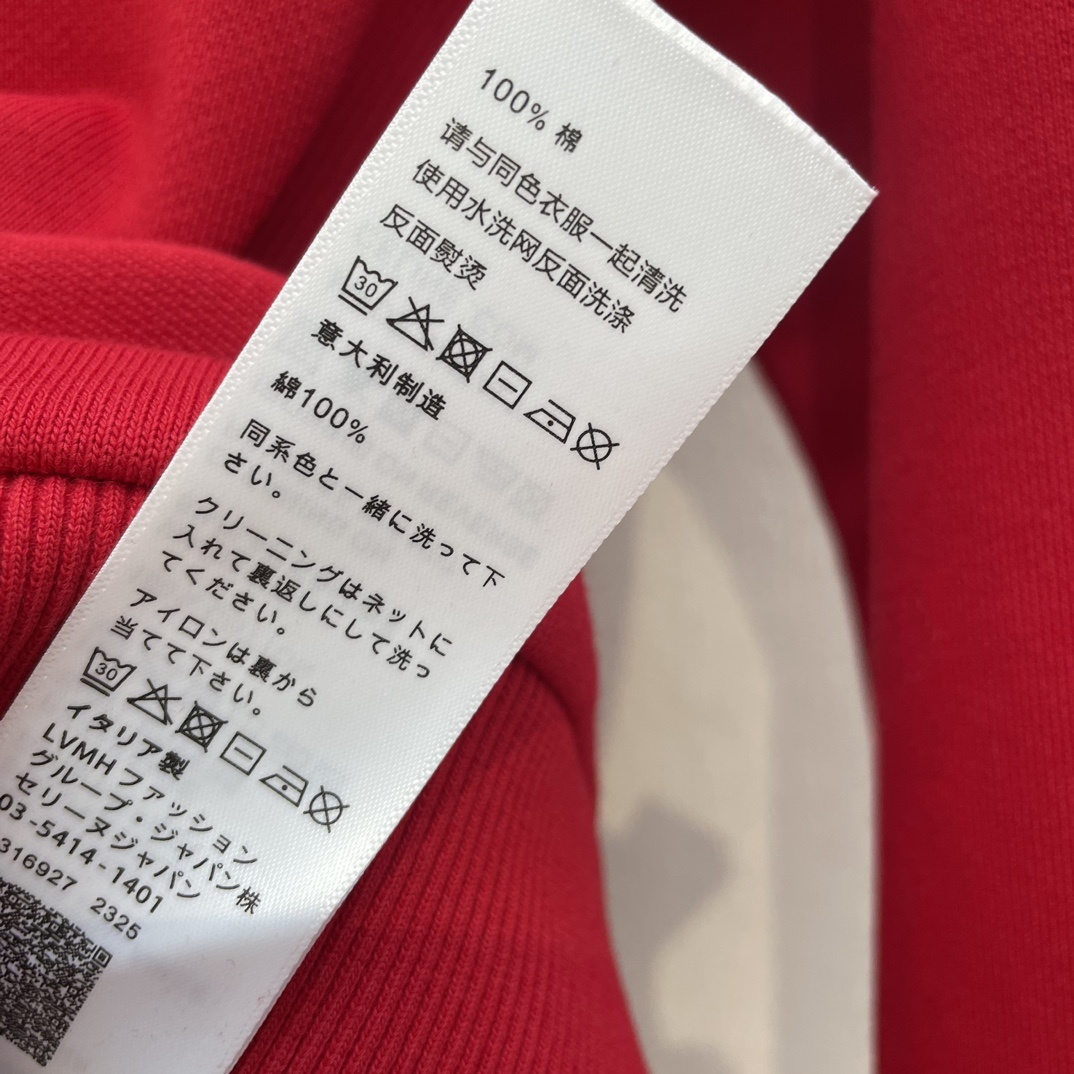 100% 棉
请与同色衣服一起清洗
使用水洗网反面洗涤
反面熨烫
30
意大利制造
綿100%
同系色と一緒に洗って下
さい。
クリーニングはネットに
入れて裏返しにして洗っ
てください。
アイロンは裏から
当てて下さい。
30
イタリア製
LVMHファッション
グループ・ジャパン株
セリーヌジャパン
03-5414-1401
316927 2325